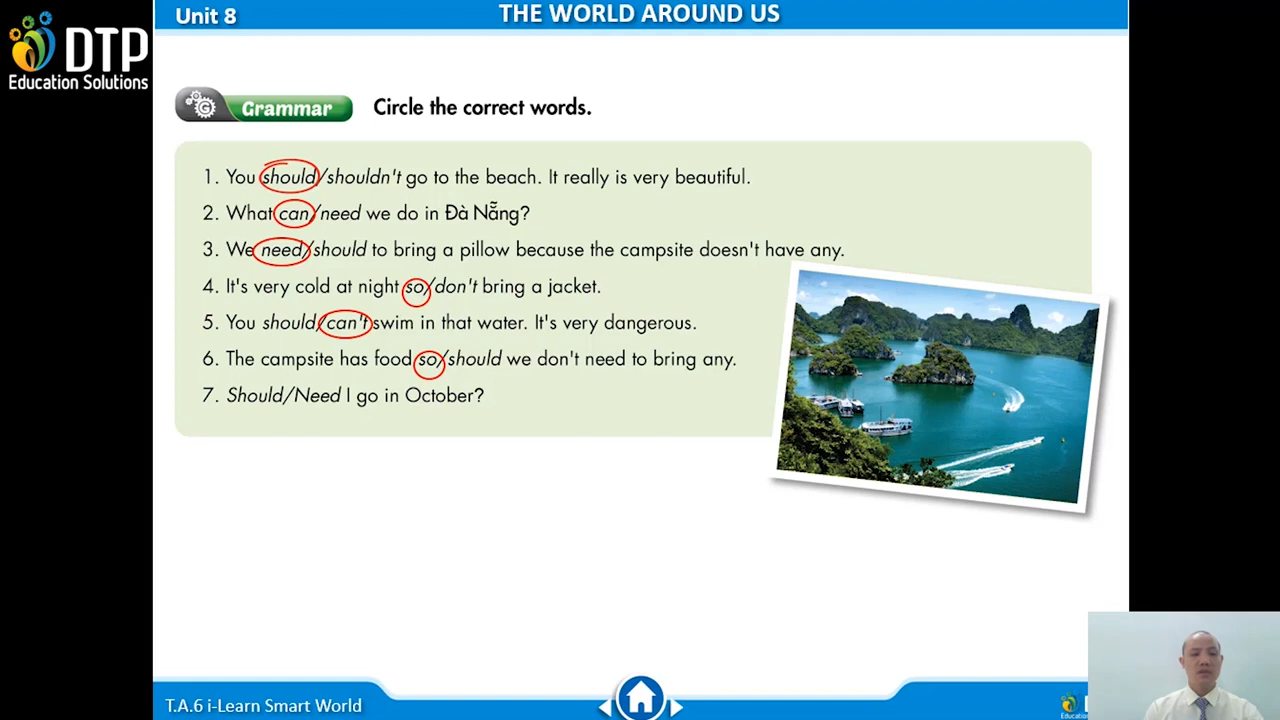 Unit 8
THE WORLD AROUND US
DTP
Education Solutions
Grammar
Circle the correct words.
1. You should/shouldn't go to the beach. It really is very beautiful.
2. What can/need we do in Đà Nẵng?
3. We need/should to bring a pillow because the campsite doesn't have any.
4. It's very cold at night so/don't bring a jacket.
5. You should/can't swim in that water. It's very dangerous.
6. The campsite has food so/should we don't need to bring any.
7. Should/Need I go in October?
T.A.6 i-Learn Smart World